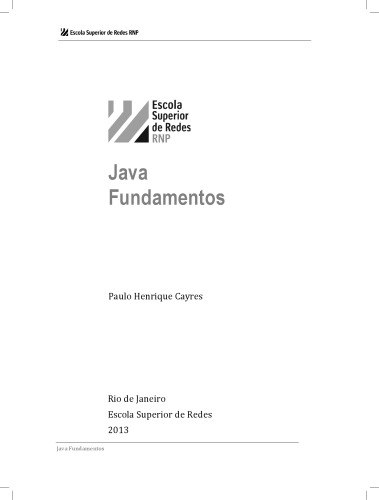 Escola Superior de Redes RNP
Escola
Superior
de Redes
RNP
Java
Fundamentos
Paulo Henrique Cayres
Rio de Janeiro
Escola Superior de Redes
2013
Java Fundamentos